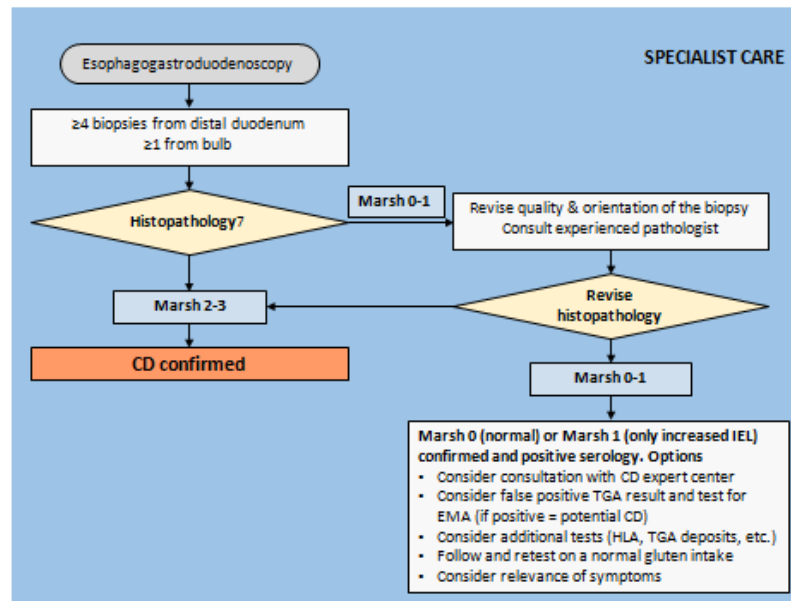 SPECIALIST CARE
Esophagogastroduodenoscopy
≥4 biopsies from distal duodenum
≥1 from bulb
Histopathology?
Marsh 0-1
Revise quality & orientation of the biopsy
Consult experienced pathologist
Marsh 2-3
Revise
histopathology
CD confirmed
Marsh 0-1
Marsh 0 (normal) or Marsh 1 (only increased IEL)
confirmed and positive serology. Options
▪ Consider consultation with CD expert center
▪ Consider false positive TGA result and test for
EMA (if positive = potential CD)
▪ Consider additional tests (HLA, TGA deposits, etc.)
▪ Follow and retest on a normal gluten intake
▪ Consider relevance of symptoms